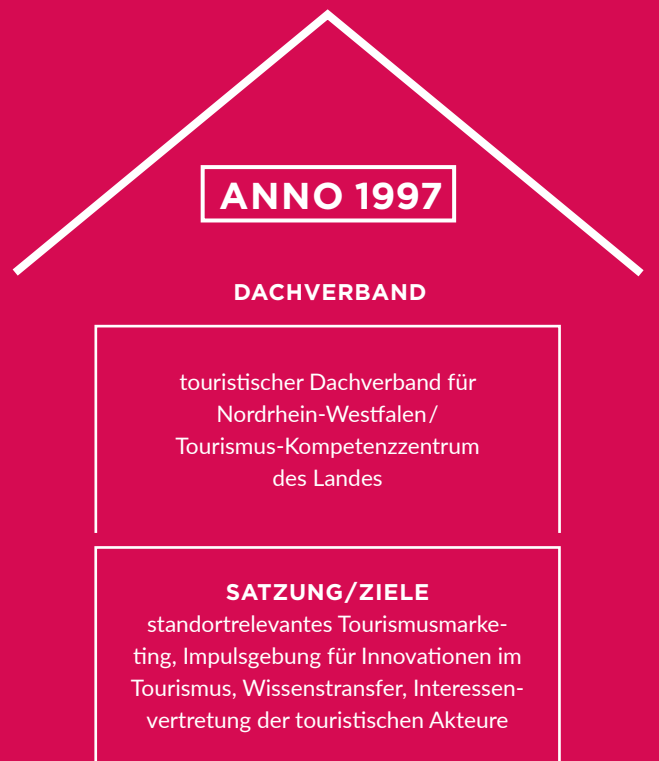 ANNO 1997
DACHVERBAND
touristischer Dachverband für
Nordrhein-Westfalen/
Tourismus-Kompetenzzentrum
des Landes
SATZUNG/ZIELE
standortrelevantes Tourismusmarke-
ting, Impulsgebung für Innovationen im
Tourismus, Wissenstransfer, Interessen-
vertretung der touristischen Akteure